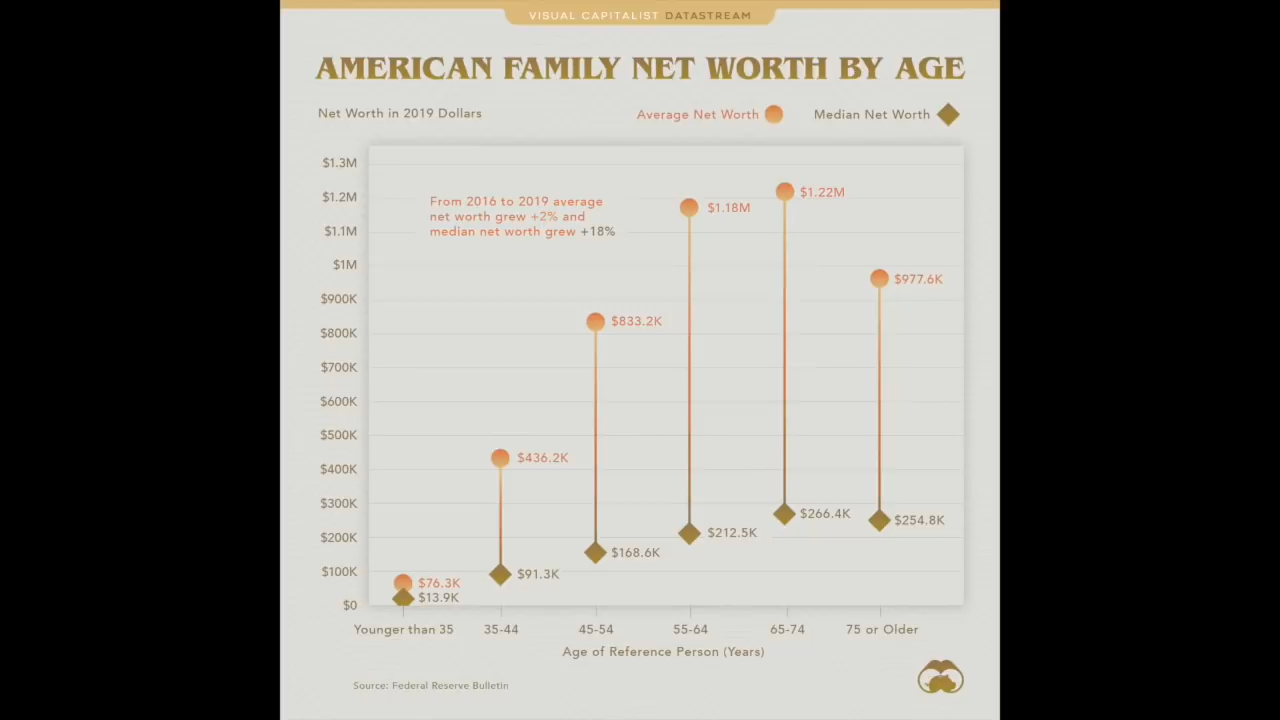 VISUAL CAPITALIST DATASTREAM
AMERICAN FAMILY NET WORTH BY AGE
Net Worth in 2019 Dollars
Average Net Worth
Median Net Worth
$1.3M
$1.2M
$1.1M
$1M
$900K
$800K
$700K
$600K
$500K
$400K
$300K
$200K
$100K
$0
From 2016 to 2019 average
net worth grew +2% and
median net worth grew +18%
$76.3K
$13.9K
$436.2K
$91.3K
$833.2K
$168.6K
$1.18M
$212.5K
$1.22M
$266.4K
$977.6K
$254.8K
Younger than 35
35-44
45-54
55-64
65-74
75 or Older
Age of Reference Person (Years)
Source: Federal Reserve Bulletin